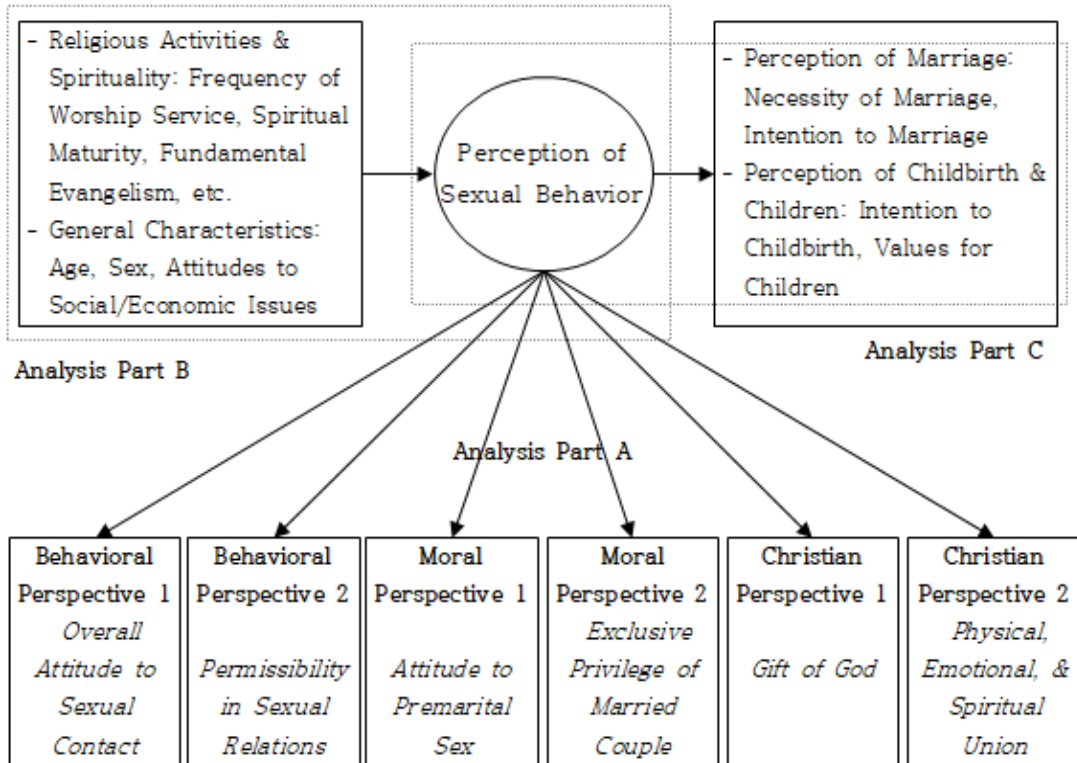 - Religious Activities &
Spirituality: Frequency of
Worship Service, Spiritual
Maturity, Fundamental
Evangelism, etc.
- General Characteristics:
Age, Sex, Attitudes to
Social/Economic Issues
Perception of
Sexual Behavior
- Perception of Marriage:
Necessity of Marriage,
Intention to Marriage
- Perception of Childbirth &
Children: Intention to
Childbirth, Values for
Children
Analysis Part B
Analysis Part C
Analysis Part A
Behavioral
Perspective 1
Overall
Attitude to
Sexual
Contact
Behavioral
Perspective 2
Permissibility
in Sexual
Relations
Moral
Perspective 1
Attitude to
Premarital
Sex
Moral
Perspective 2
Exclusive
Privilege of
Married
Couple
Christian
Perspective 1
Gift of God
Christian
Perspective 2
Physical,
Emotional, &
Spiritual
Union